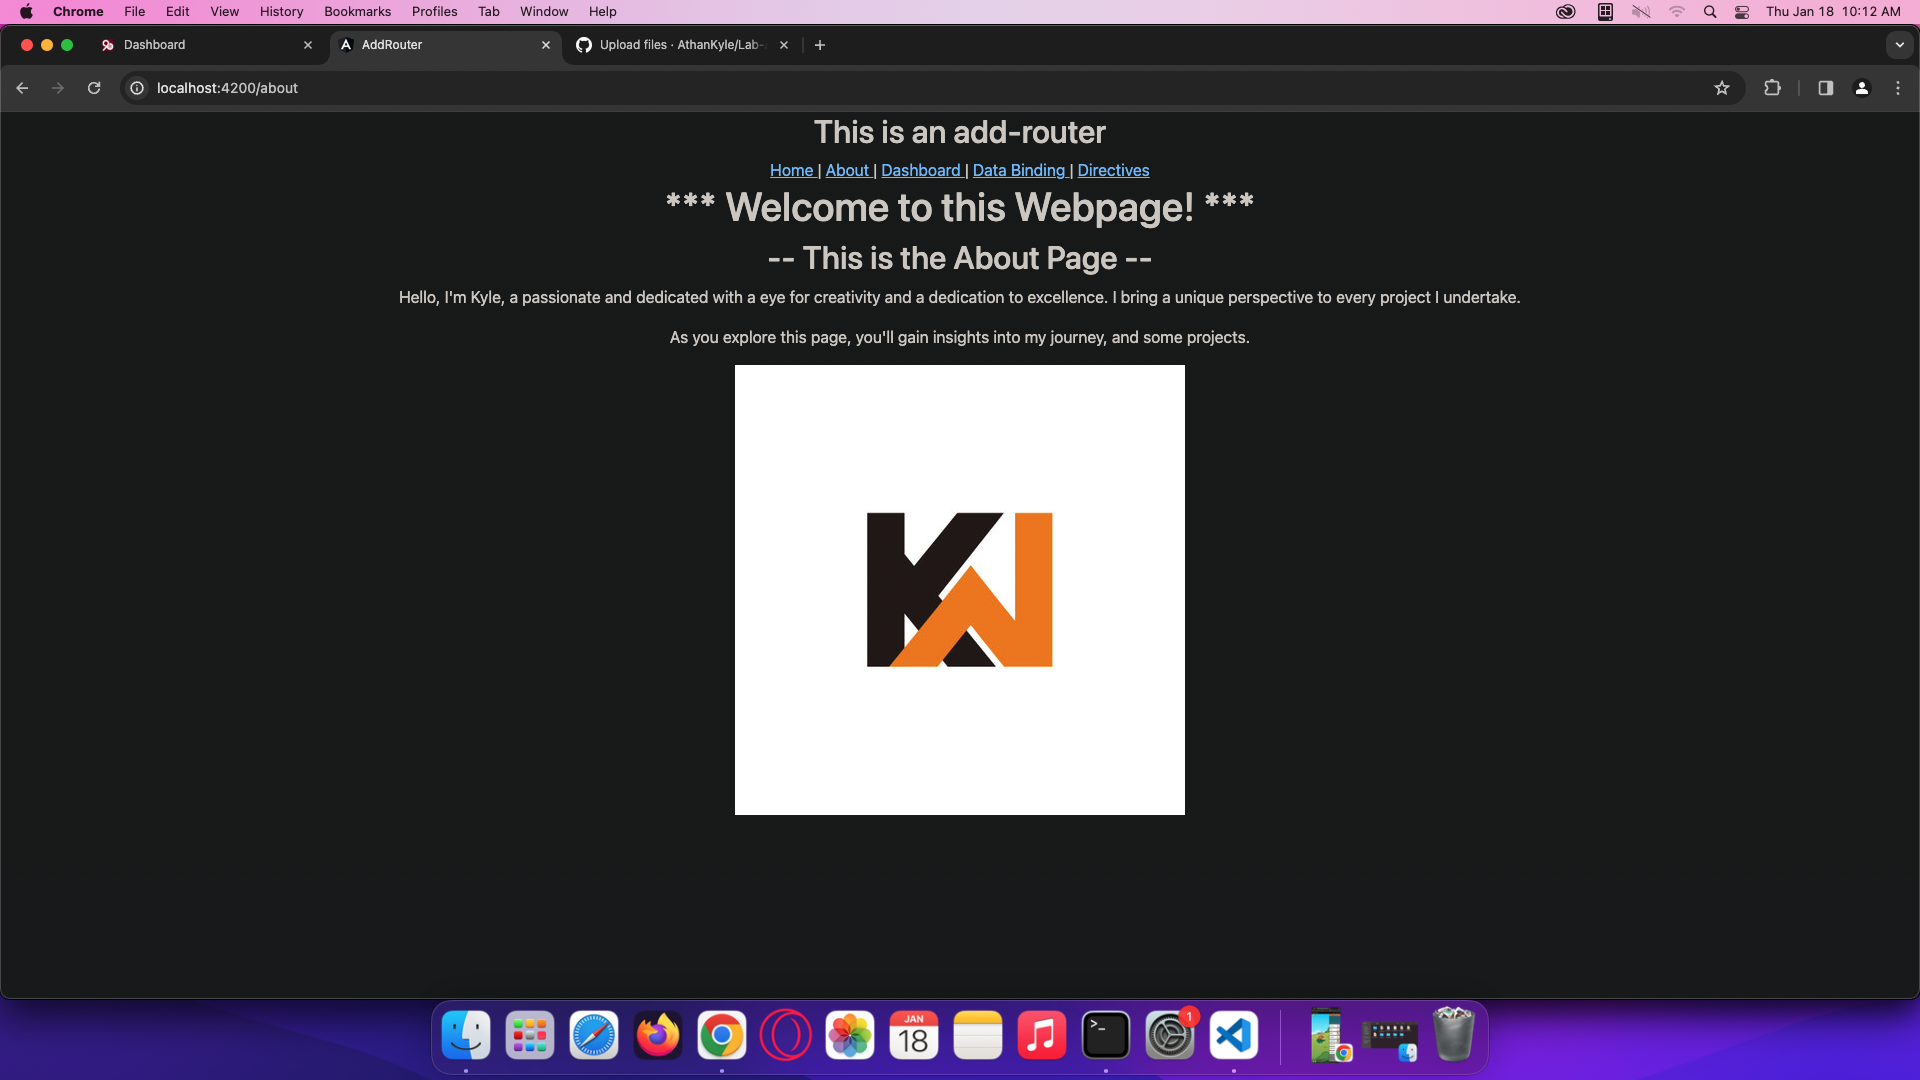 Chrome File Edit View History Bookmarks Profiles Tab Window Help Thu Jan 18 10:12 AM
Dashboard AddRouter Upload files · AthanKyle/Lab-
localhost:4200/about
This is an add-router
Home | About | Dashboard | Data Binding | Directives
*** Welcome to this Webpage! ***
-- This is the About Page --
Hello, I'm Kyle, a passionate and dedicated with a eye for creativity and a dedication to excellence. I bring a unique perspective to every project I undertake.
As you explore this page, you'll gain insights into my journey, and some projects.
JAN
18
1